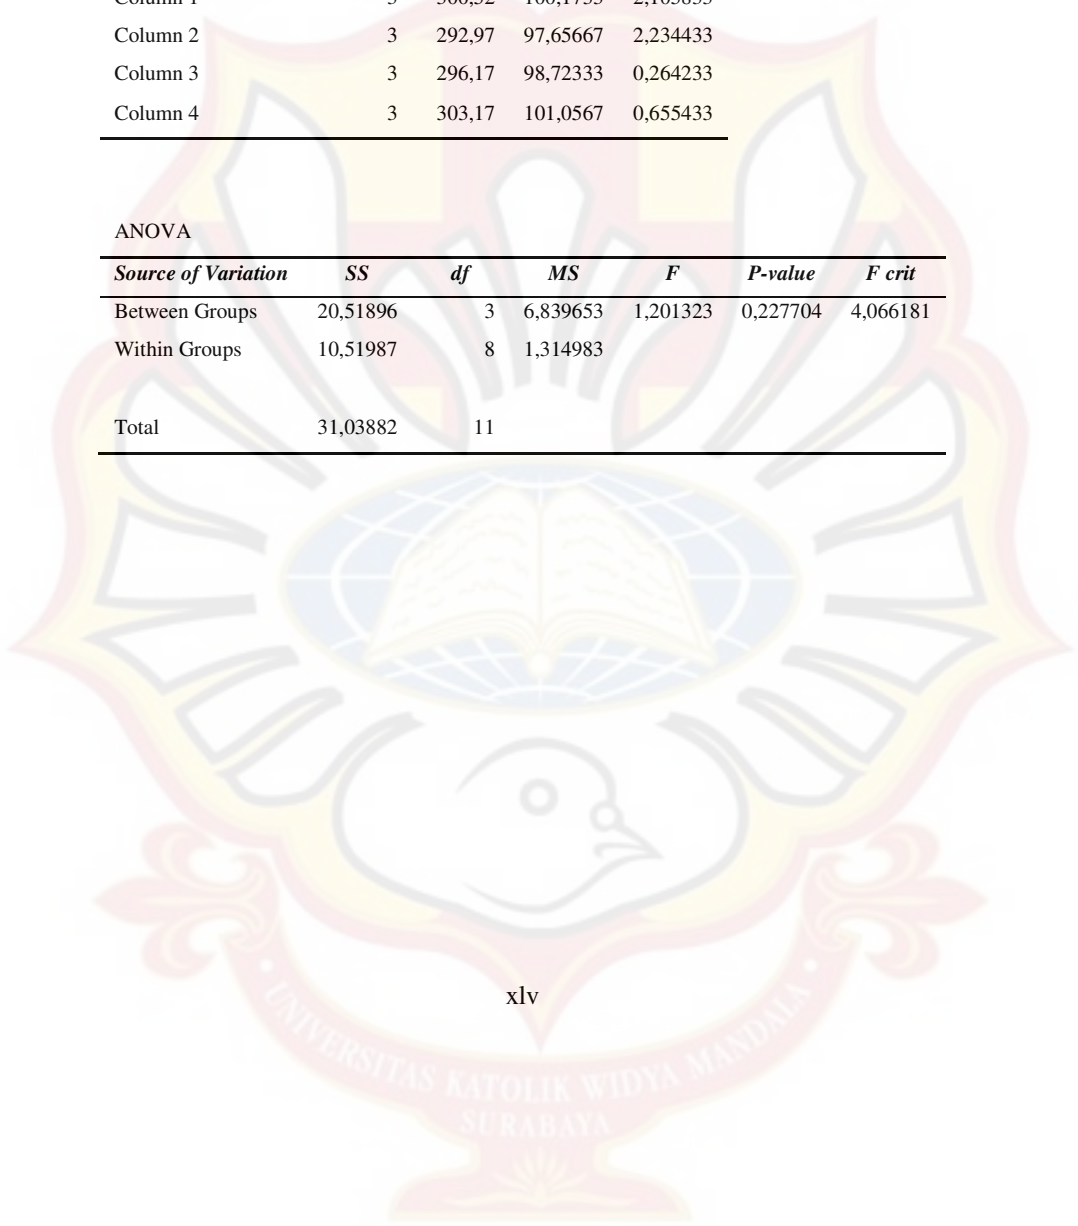 Column 2 3 292,97 97,65667 2,234433
Column 3 3 296,17 98,72333 0,264233
Column 4 3 303,17 101,0567 0,655433
ANOVA
Source of Variation SS df MS F P-value F crit
Between Groups 20,51896 3 6,839653 1,201323 0,227704 4,066181
Within Groups 10,51987 8 1,314983
Total 31,03882 11
xlv
UNIVERSITAS KATOLIK WIDYA MANDALA
SURABAYA